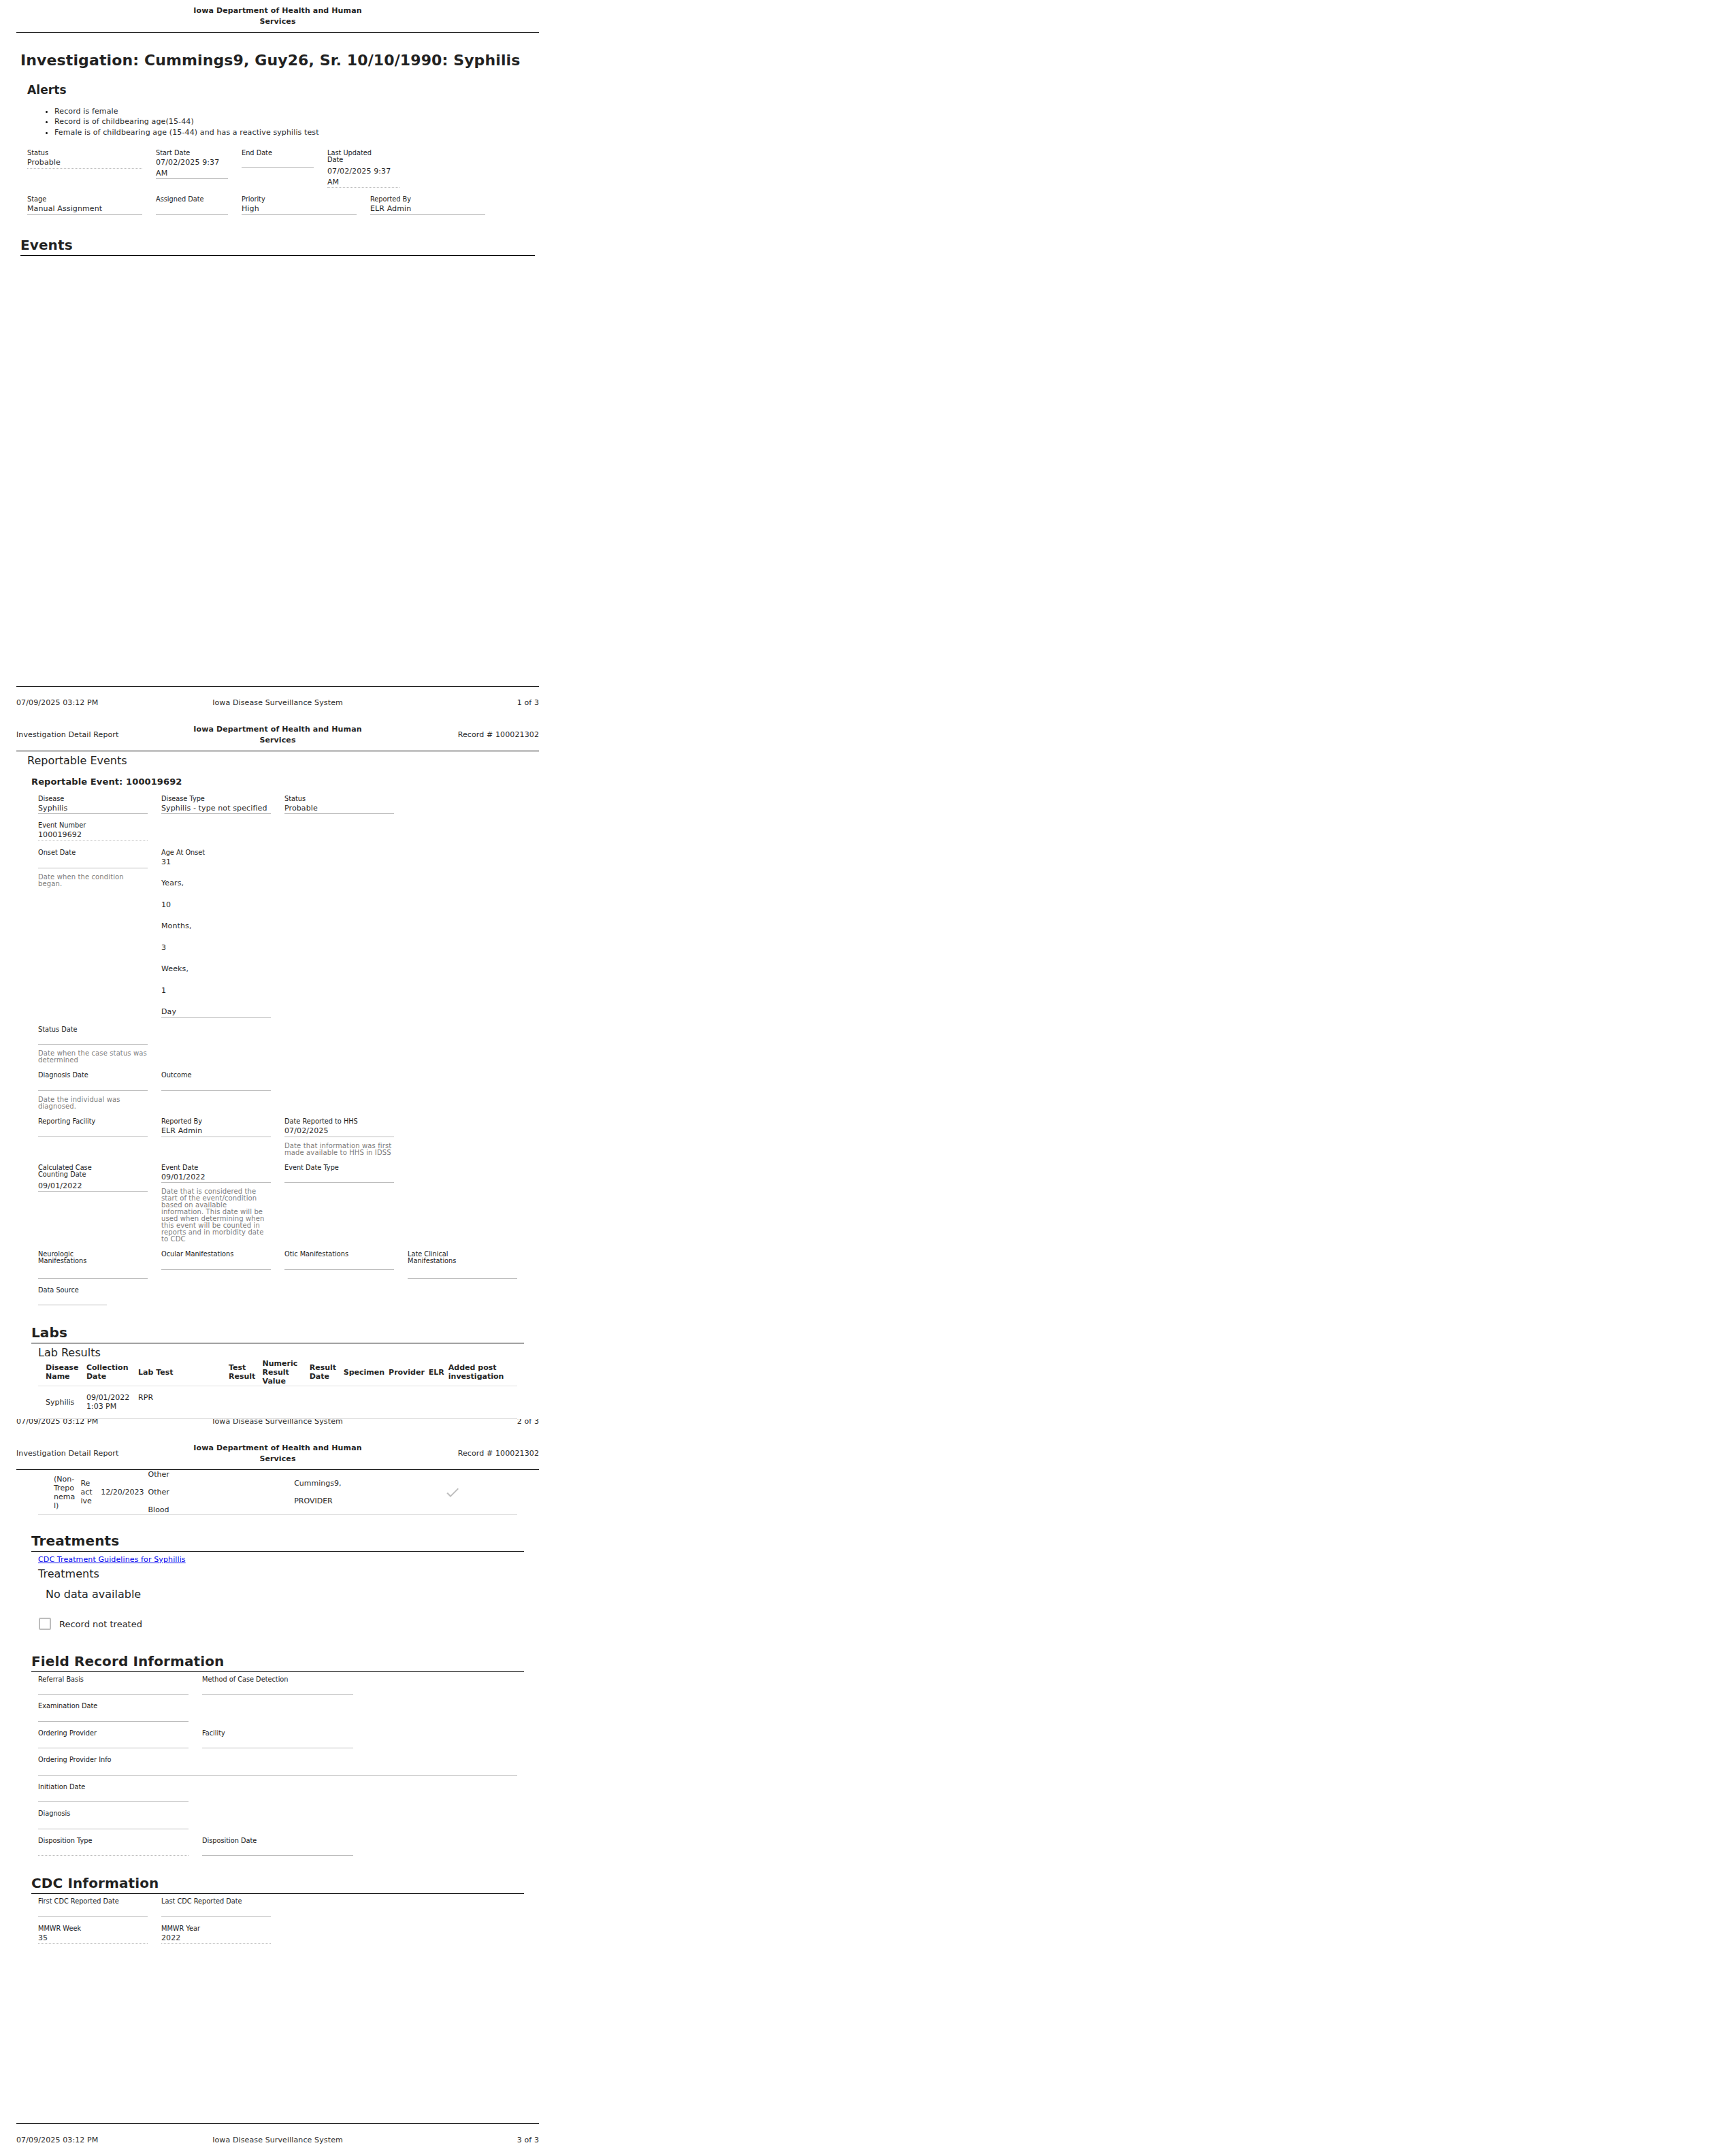 Iowa Department of Health and Human
Services
Investigation: Cummings9, Guy26, Sr. 10/10/1990: Syphilis
Alerts
• Record is female
• Record is of childbearing age(15-44)
• Female is of childbearing age (15-44) and has a reactive syphilis test
Status Start Date End Date Last Updated
Date
Probable 07/02/2025 9:37
AM
07/02/2025 9:37
AM
Stage Assigned Date Priority Reported By
Manual Assignment High ELR Admin
Events
07/09/2025 03:12 PM Iowa Disease Surveillance System 1 of 3
Investigation Detail Report Iowa Department of Health and Human
Services Record # 100021302
Reportable Events
Reportable Event: 100019692
Disease Disease Type Status
Syphilis Syphilis - type not specified Probable
Event Number
100019692
Onset Date Age At Onset
31
Date when the condition
began.
Years,
10
Months,
3
Weeks,
1
Day
Status Date
Date when the case status was
determined
Diagnosis Date Outcome
Date the individual was
diagnosed.
Reporting Facility Reported By Date Reported to HHS
ELR Admin 07/02/2025
Date that information was first
made available to HHS in IDSS
Calculated Case
Counting Date
09/01/2022
Event Date Event Date Type
09/01/2022
Date that is considered the
start of the event/condition
based on available
information. This date will be
used when determining when
this event will be counted in
reports and in morbidity date
to CDC
Neurologic
Manifestations
Ocular Manifestations Otic Manifestations Late Clinical
Manifestations
Data Source
Labs
Lab Results
Disease
Name
Collection
Date
Lab Test
Test
Result
Numeric
Result
Value
Result
Date
Specimen Provider ELR Added post
investigation
Syphilis 09/01/2022
1:03 PM
RPR
07/09/2025 03:12 PM Iowa Disease Surveillance System 2 of 3
Investigation Detail Report Iowa Department of Health and Human
Services Record # 100021302
(Non-
Trepo
nema
l)
Re
act
ive
12/20/2023
Other
Other
Blood
Cummings9,
PROVIDER
Treatments
CDC Treatment Guidelines for Syphillis
Treatments
No data available
Record not treated
Field Record Information
Referral Basis Method of Case Detection
Examination Date
Ordering Provider Facility
Ordering Provider Info
Initiation Date
Diagnosis
Disposition Type Disposition Date
CDC Information
First CDC Reported Date Last CDC Reported Date
MMWR Week MMWR Year
35 2022
07/09/2025 03:12 PM Iowa Disease Surveillance System 3 of 3